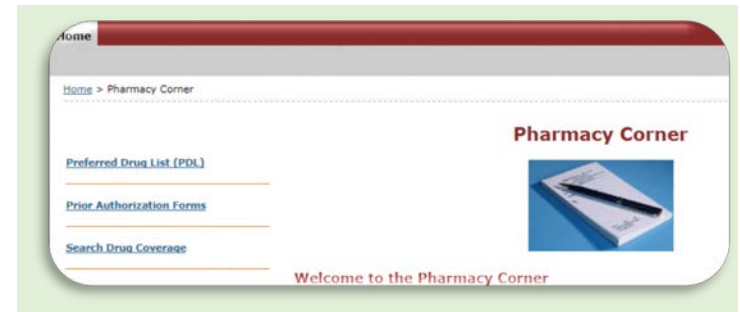 Home
Home > Pharmacy Corner
Pharmacy Corner
Preferred Drug List (PDL)
Prior Authorization Forms
Search Drug Coverage
Welcome to the Pharmacy Corner